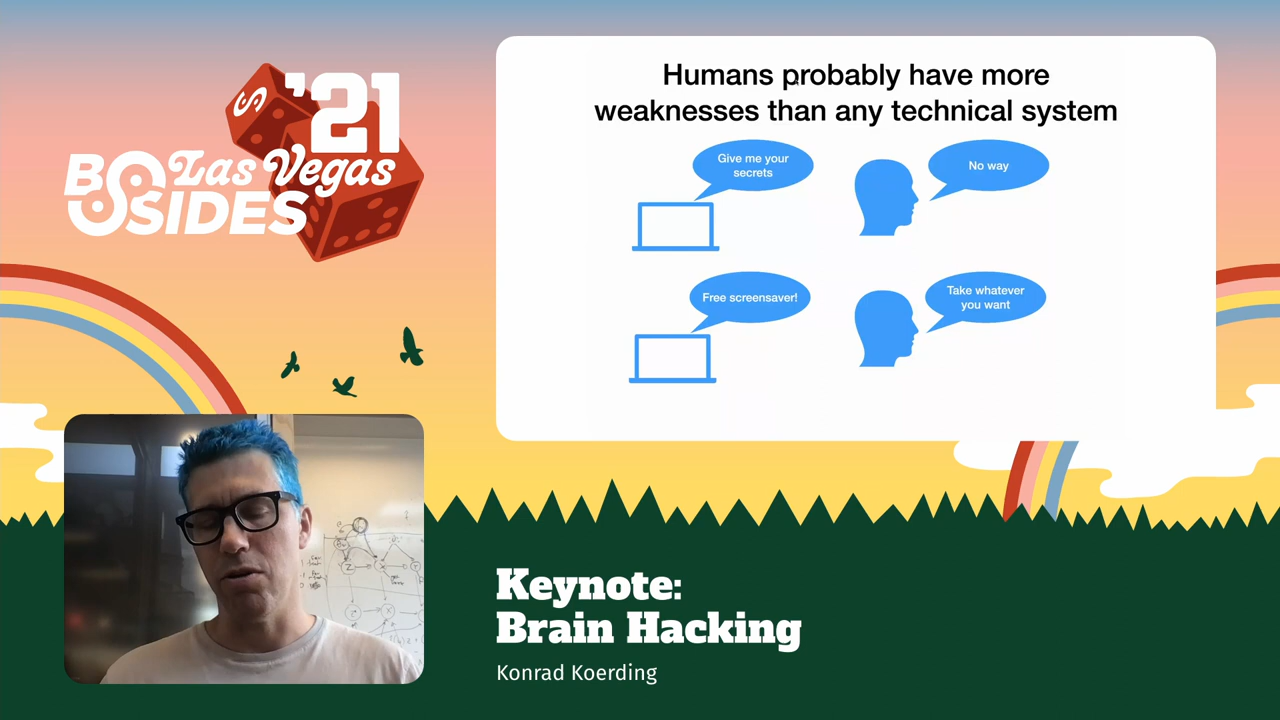 '21
Las Vegas
BSIDES
Humans probably have more
weaknesses than any technical system
Give me your
secrets
No way
Free screensaver!
Take whatever
you want
Keynote:
Brain Hacking
Konrad Koerding